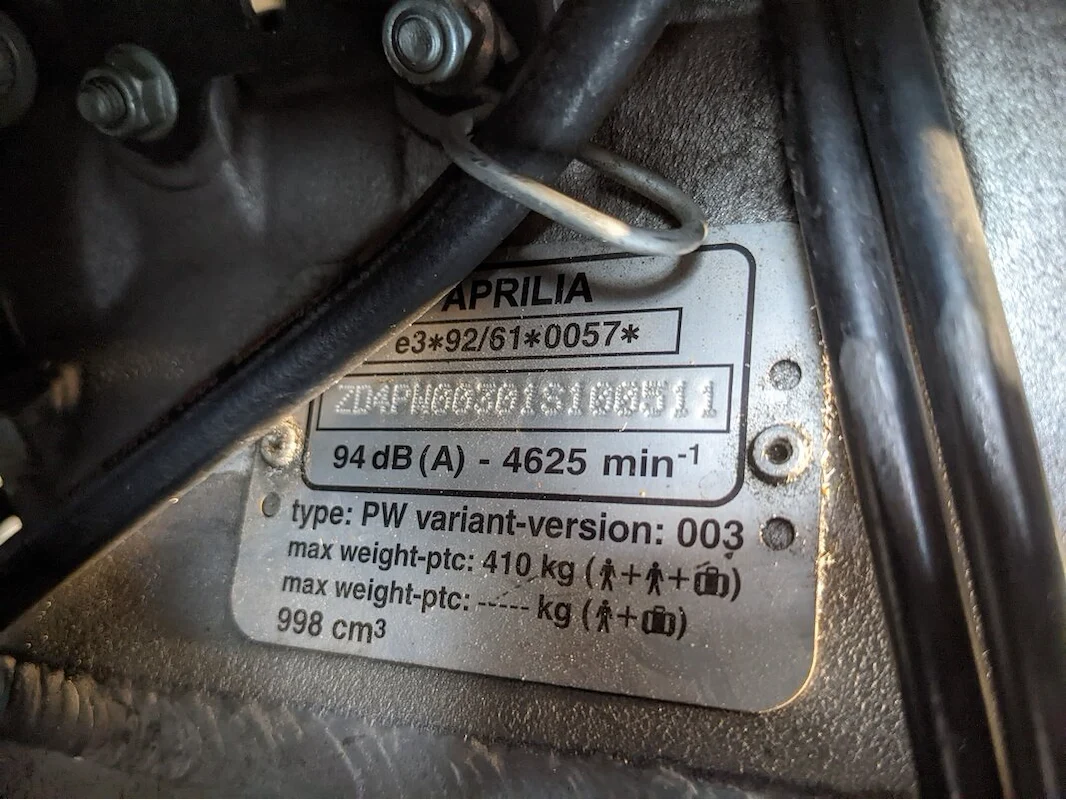 APRILIA
e3*92/61*0057*
ZD4PW00301S100511
94 dB (A) - 4625 min-1
type: PW variant-version: 003
max weight-ptc: 410 kg ( + + )
max weight-ptc: ----- kg ( + )
998 cm3